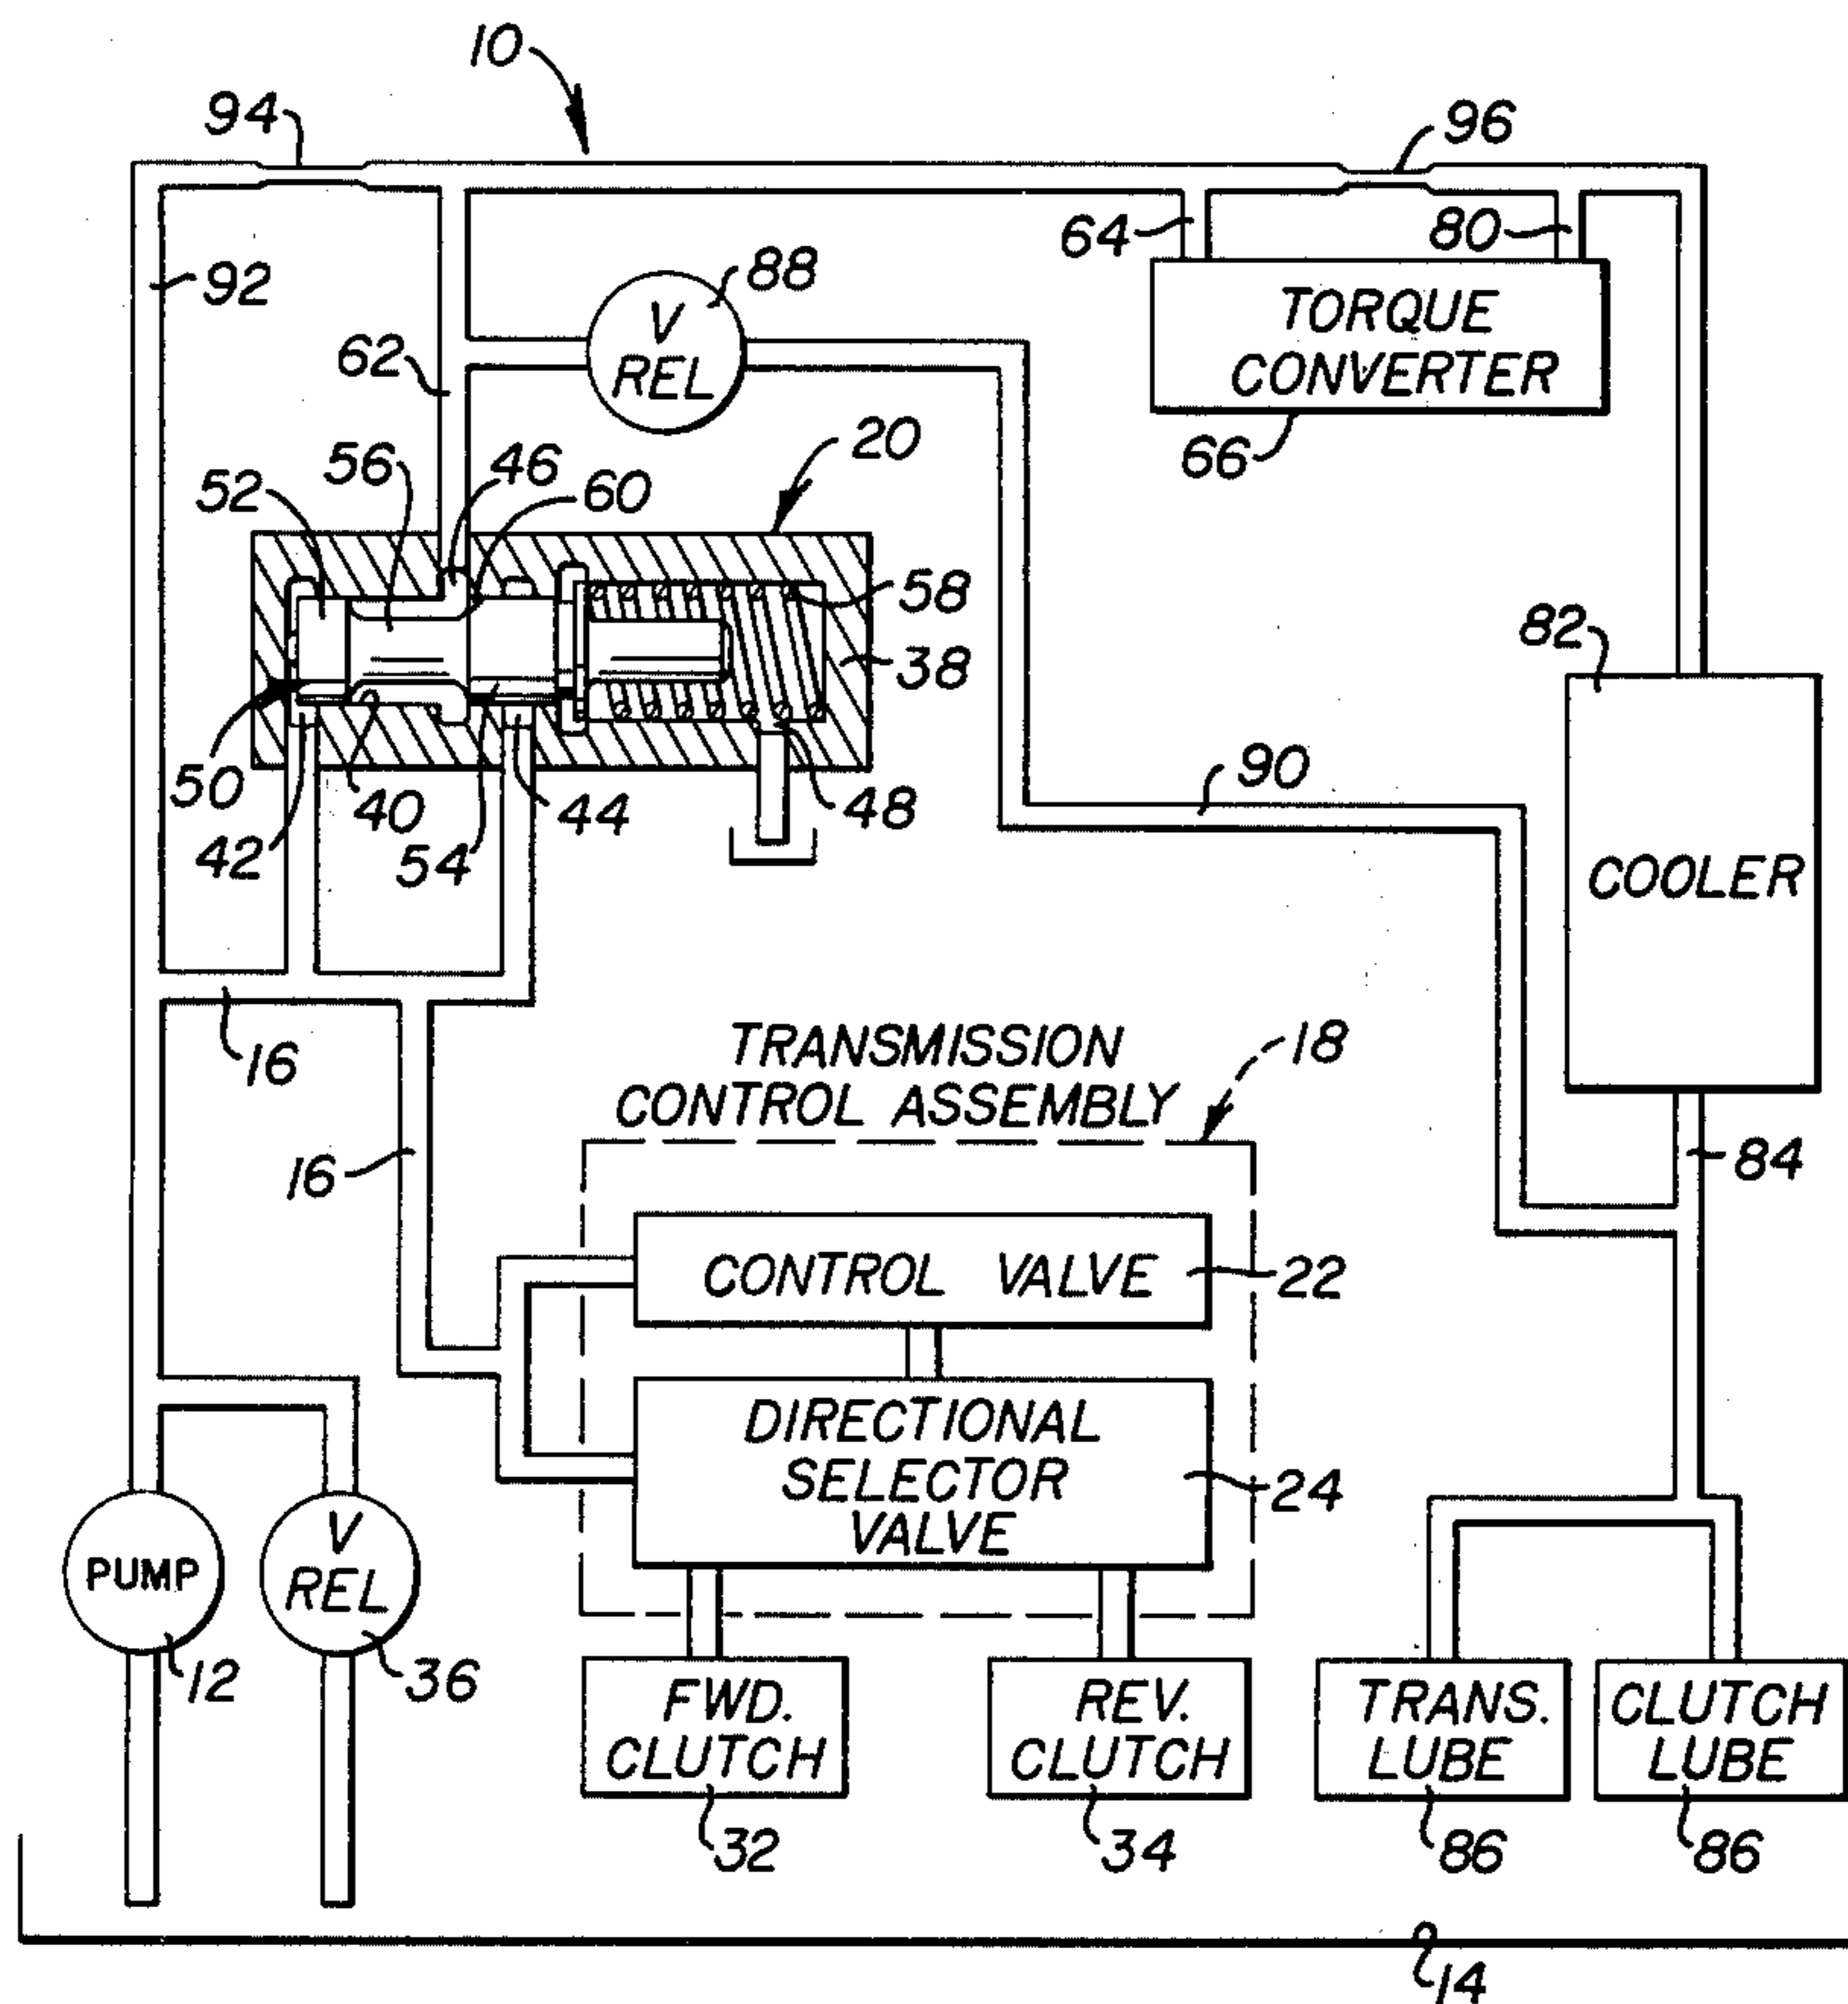 10
94
96
64
80
92
88
V
REL
TORQUE
CONVERTER
62
66
20
52
56
46
60
58
82
38
50
40
44
48
90
42
54
COOLER
16
TRANSMISSION
CONTROL ASSEMBLY
18
16
84
CONTROL VALVE
22
DIRECTIONAL
SELECTOR
VALVE
24
PUMP
V
REL
12
36
FWD.
CLUTCH
REV.
CLUTCH
TRANS.
LUBE
CLUTCH
LUBE
32
34
86
86
14